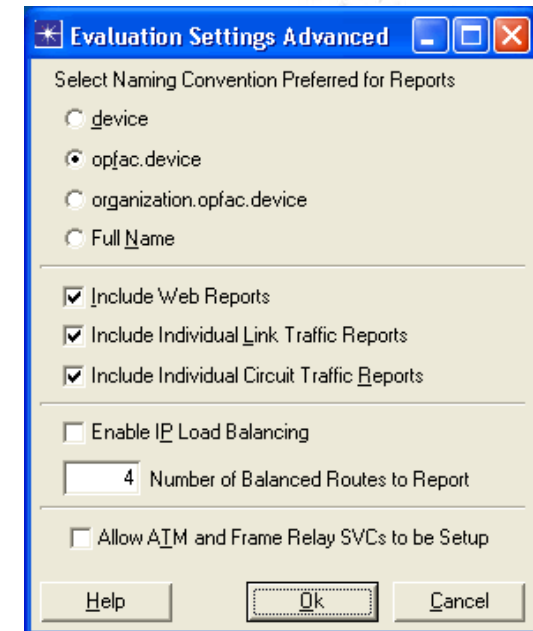 Evaluation Settings Advanced
Select Naming Convention Preferred for Reports
device
opfac.device
organization.opfac.device
Full Name
Include Web Reports
Include Individual Link Traffic Reports
Include Individual Circuit Traffic Reports
Enable IP Load Balancing
4 Number of Balanced Routes to Report
Allow ATM and Frame Relay SVCs to be Setup
Help Ok Cancel